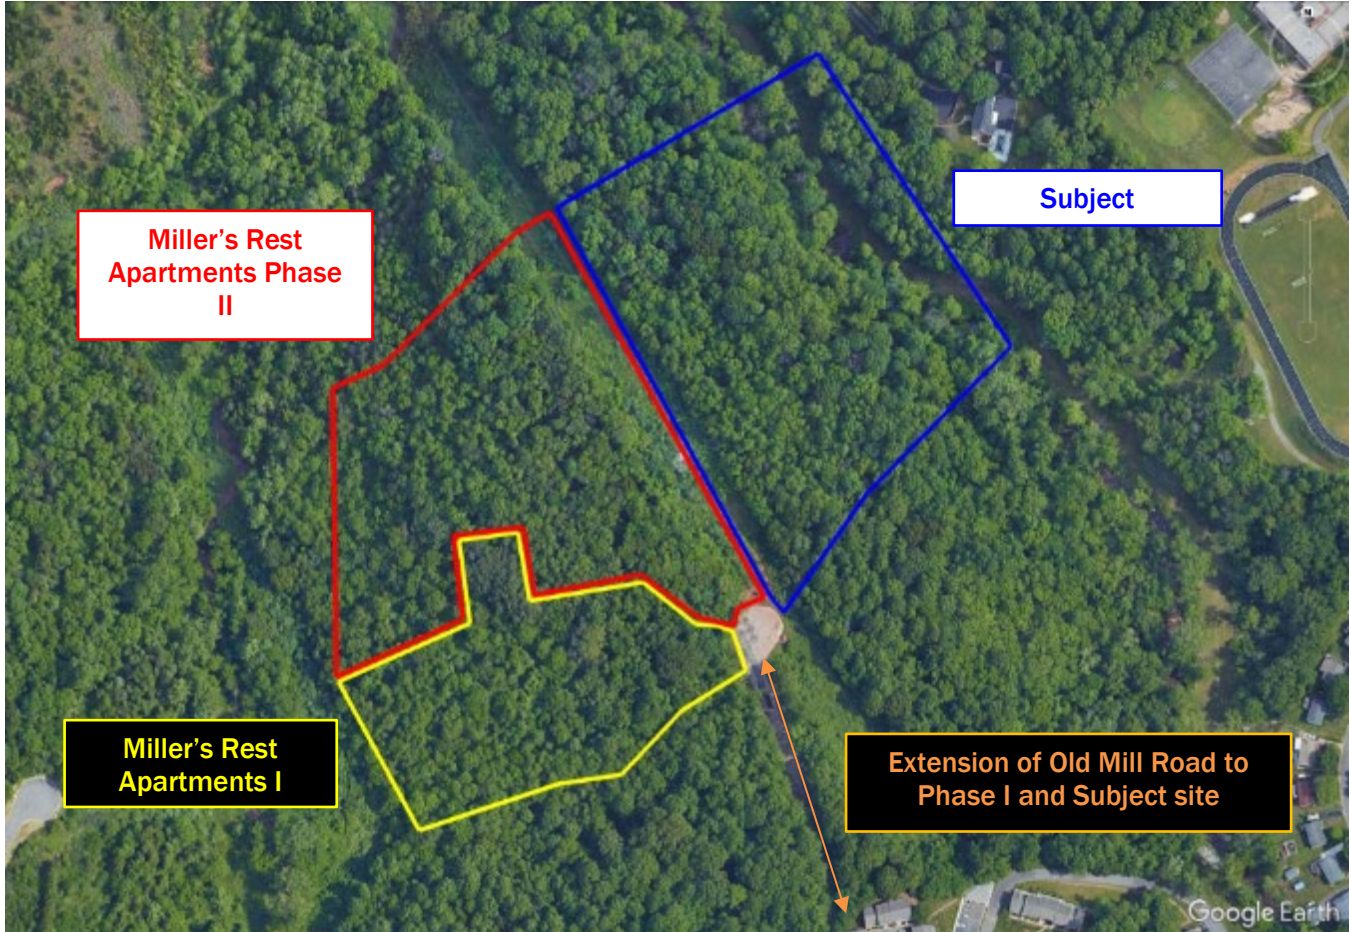 Subject
Miller's Rest
Apartments Phase
II
Miller's Rest
Apartments I
Extension of Old Mill Road to
Phase I and Subject site
Google Earth